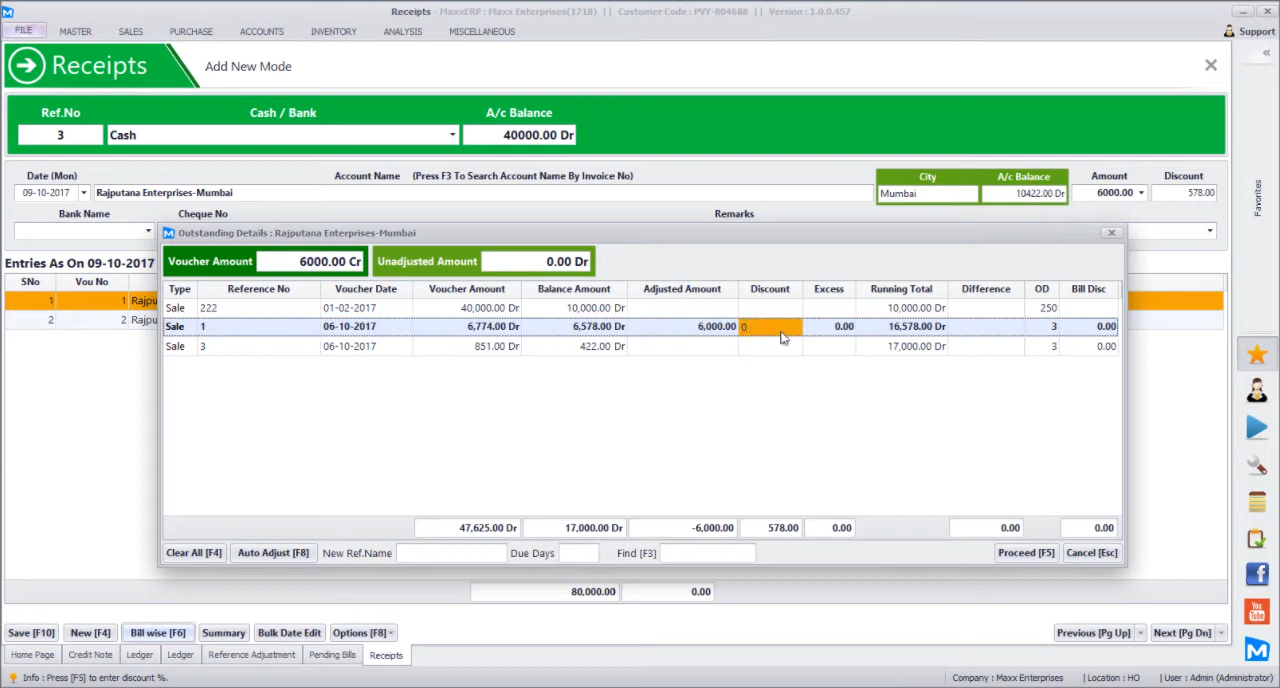 Receipts - MaxxERP : Maxx Enterprises(1718) || Customer Code : PVY-804688 || Version : 1.0.0.457
FILE MASTER SALES PURCHASE ACCOUNTS INVENTORY ANALYSIS MISCELLANEOUS Support
Receipts Add New Mode
Ref.No Cash / Bank A/c Balance
3 Cash 40000.00 Dr
Date (Mon) Account Name (Press F3 To Search Account Name By Invoice No) City A/c Balance Amount Discount
09-10-2017 Rajputana Enterprises-Mumbai Mumbai 10422.00 Dr 6000.00 578.00
Favorites
Bank Name Cheque No Remarks
Outstanding Details : Rajputana Enterprises-Mumbai
Entries As On 09-10-2017
Voucher Amount 6000.00 Cr Unadjusted Amount 0.00 Dr
SNo Vou No
1 1 Rajpu
2 2 Rajpu
Type Reference No Voucher Date Voucher Amount Balance Amount Adjusted Amount Discount Excess Running Total Difference OD Bill Disc
Sale 222 01-02-2017 40,000.00 Dr 10,000.00 Dr 10,000.00 Dr 250
Sale 1 06-10-2017 6,774.00 Dr 6,578.00 Dr 6,000.00 0 0.00 16,578.00 Dr 3 0.00
Sale 3 06-10-2017 851.00 Dr 422.00 Dr 17,000.00 Dr 3 0.00
47,625.00 Dr 17,000.00 Dr -6,000.00 578.00 0.00 0.00 0.00
Clear All [F4] Auto Adjust [F8] New Ref.Name Due Days Find [F3] Proceed [F5] Cancel [Esc]
80,000.00 0.00
You
Tube
Save [F10] New [F4] Bill wise [F6] Summary Bulk Date Edit Options [F8] Previous [Pg Up] Next [Pg Dn]
Home Page Credit Note Ledger Ledger Reference Adjustment Pending Bills Receipts
Info : Press [F5] to enter discount %. Company : Maxx Enterprises | Location : HO | User : Admin (Administrator)